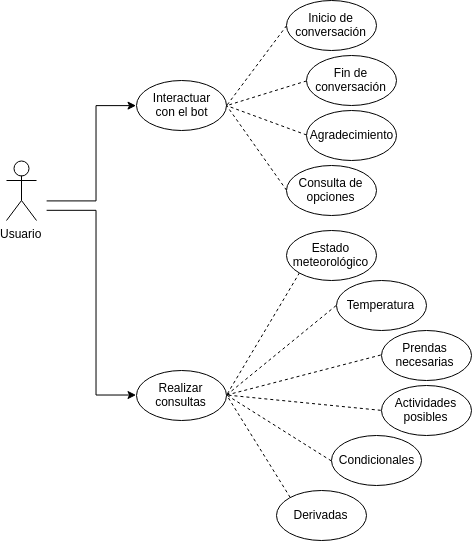 Inicio de
conversación
Fin de
conversación
Interactuar
con el bot
Agradecimiento
Consulta de
opciones
Usuario
Estado
meteorológico
Temperatura
Prendas
necesarias
Realizar
consultas
Actividades
posibles
Condicionales
Derivadas